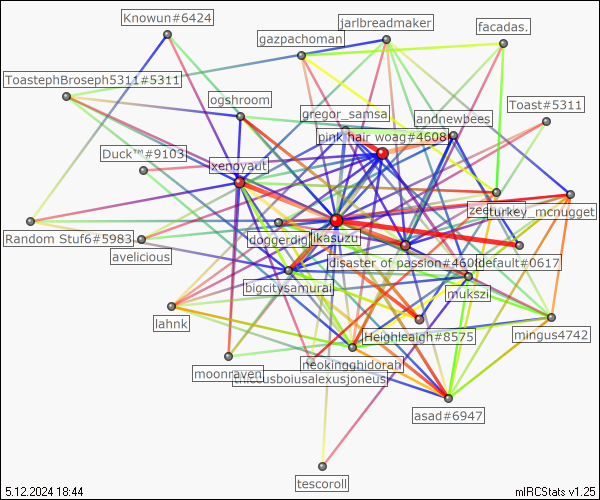 Knowun#6424
jarlbreadmaker
facadas.
gazpachoman
ToastephBroseph5311#5311
ogshroom
gregor_samsa
andnewbees
Toast#5311
pink hair woag#4608
Duck™#9103
xenoyaut
turkey_mcnugget
Random Stuf6#5983
avelicious
doggerdig
jikasuzu
disaster of passion#460
default#0617
bigcitysamurai
mukszi
lahnk
Heighleaigh#8575
mingus4742
neokingghidorah
moonraven
thiccusboiusalexusjoneus
asad#6947
tescoroll
5.12.2024 18:44
mIRCStats v1.25